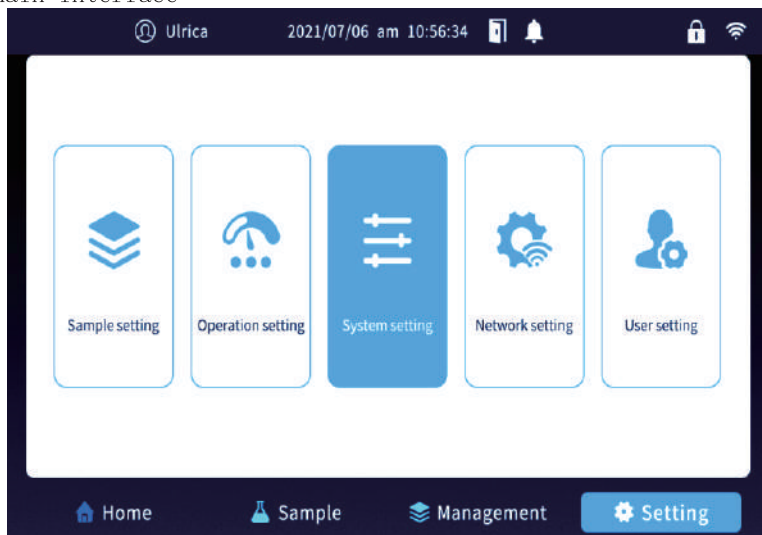 Ulrica 2021/07/06 am 10:56:34
Sample setting Operation setting System setting Network setting User setting
Home Sample Management Setting